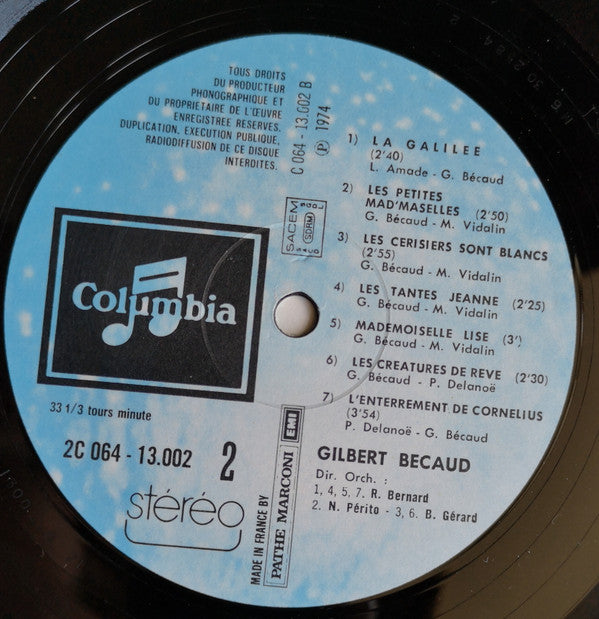 TOUS DROITS
DU PRODUCTEUR
PHONOGRAPHIQUE ET
DU PROPRIETAIRE DE L'ŒUVRE
ENREGISTREE RESERVES.
DUPLICATION, EXECUTION PUBLIQUE,
RADIODIFFUSION DE CE DISQUE
INTERDITES.
C 064 - 13.002 B
Ⓟ 1974
SACEM
SDRM
1) LA GALILEE
(2'40)
L. Amade - G. Bécaud
2) LES PETITES
MAD'MASELLES (2'50)
G. Bécaud - M. Vidalin
3) LES CERISIERS SONT BLANCS
(2'55)
G. Bécaud - M. Vidalin
4) LES TANTES JEANNE (2'25)
G. Bécaud - M. Vidalin
5) MADEMOISELLE LISE (3')
G. Bécaud - M. Vidalin
6) LES CREATURES DE REVE (2'30)
G. Bécaud - P. Delanoë
7) L'ENTERREMENT DE CORNELIUS
(3'54)
P. Delanoë - G. Bécaud
GILBERT BECAUD
Dir. Orch. :
1, 4, 5, 7. R. Bernard
2. N. Périto - 3, 6. B. Gérard
Columbia
33 1/3 tours minute
2C 064 - 13.002 2
stéréo
MADE IN FRANCE BY
PATHE MARCONI EMI